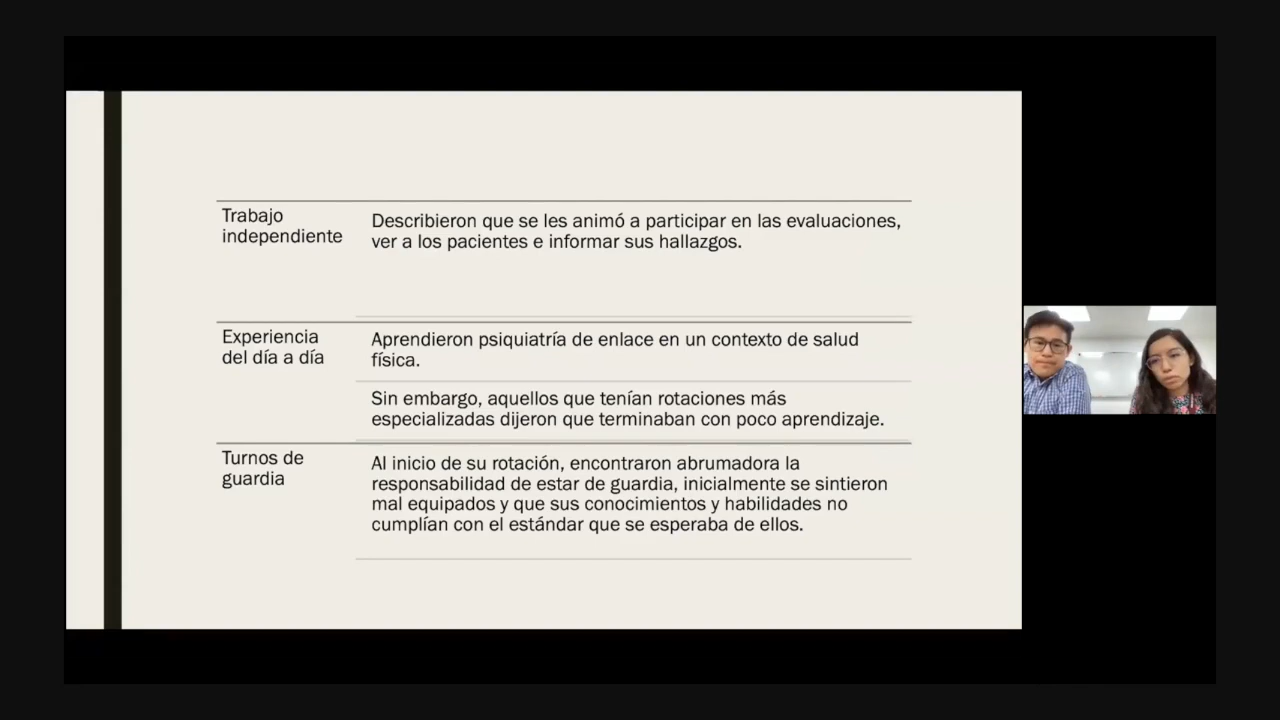 Trabajo
independiente
Describieron que se les animó a participar en las evaluaciones,
ver a los pacientes e informar sus hallazgos.
Experiencia
del día a día
Aprendieron psiquiatría de enlace en un contexto de salud
física.
Sin embargo, aquellos que tenían rotaciones más
especializadas dijeron que terminaban con poco aprendizaje.
Turnos de
guardia
Al inicio de su rotación, encontraron abrumadora la
responsabilidad de estar de guardia, inicialmente se sintieron
mal equipados y que sus conocimientos y habilidades no
cumplían con el estándar que se esperaba de ellos.